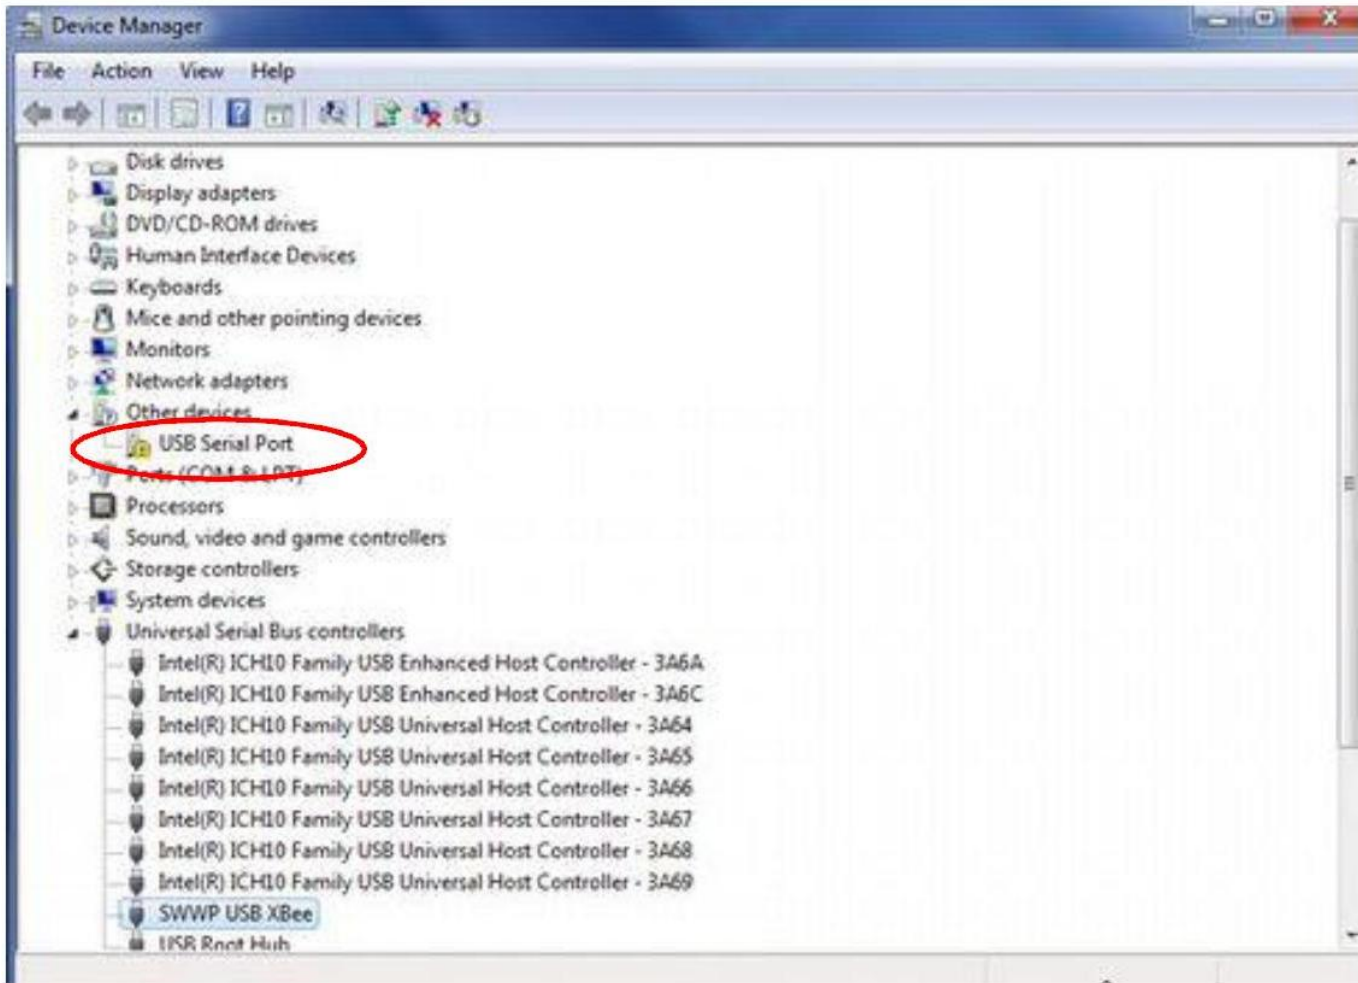 Device Manager
File Action View Help
Disk drives
Display adapters
DVD/CD-ROM drives
Human Interface Devices
Keyboards
Mice and other pointing devices
Monitors
Network adapters
Other devices
USB Serial Port
Ports (COM & LPT)
Processors
Sound, video and game controllers
Storage controllers
System devices
Universal Serial Bus controllers
Intel(R) ICH10 Family USB Enhanced Host Controller - 3A6A
Intel(R) ICH10 Family USB Enhanced Host Controller - 3A6C
Intel(R) ICH10 Family USB Universal Host Controller - 3A64
Intel(R) ICH10 Family USB Universal Host Controller - 3A65
Intel(R) ICH10 Family USB Universal Host Controller - 3A66
Intel(R) ICH10 Family USB Universal Host Controller - 3A67
Intel(R) ICH10 Family USB Universal Host Controller - 3A68
Intel(R) ICH10 Family USB Universal Host Controller - 3A69
SWWP USB XBee
USB Root Hub